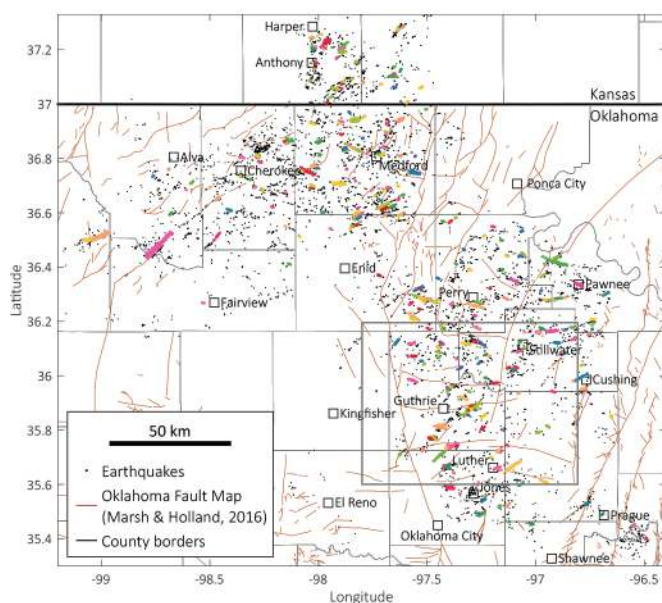 Harper
37.2
Anthony
Kansas
37
Oklahoma
Alva
36.8
Cherokee
Medford
Ponca City
36.6
36.4
Enid
Pawnee
Perry
Fairview
36.2
Stillwater
36
Cushing
Guthrie
Kingfisher
35.8
50 km
Luther
35.6
Earthquakes
Jones
Oklahoma Fault Map
El Reno
(Marsh & Holland, 2016)
Prague
County borders
Oklahoma City
35.4
Shawnee
-99
-98.5
-98
-97.5
-97
-96.5
Longitude
Latitude